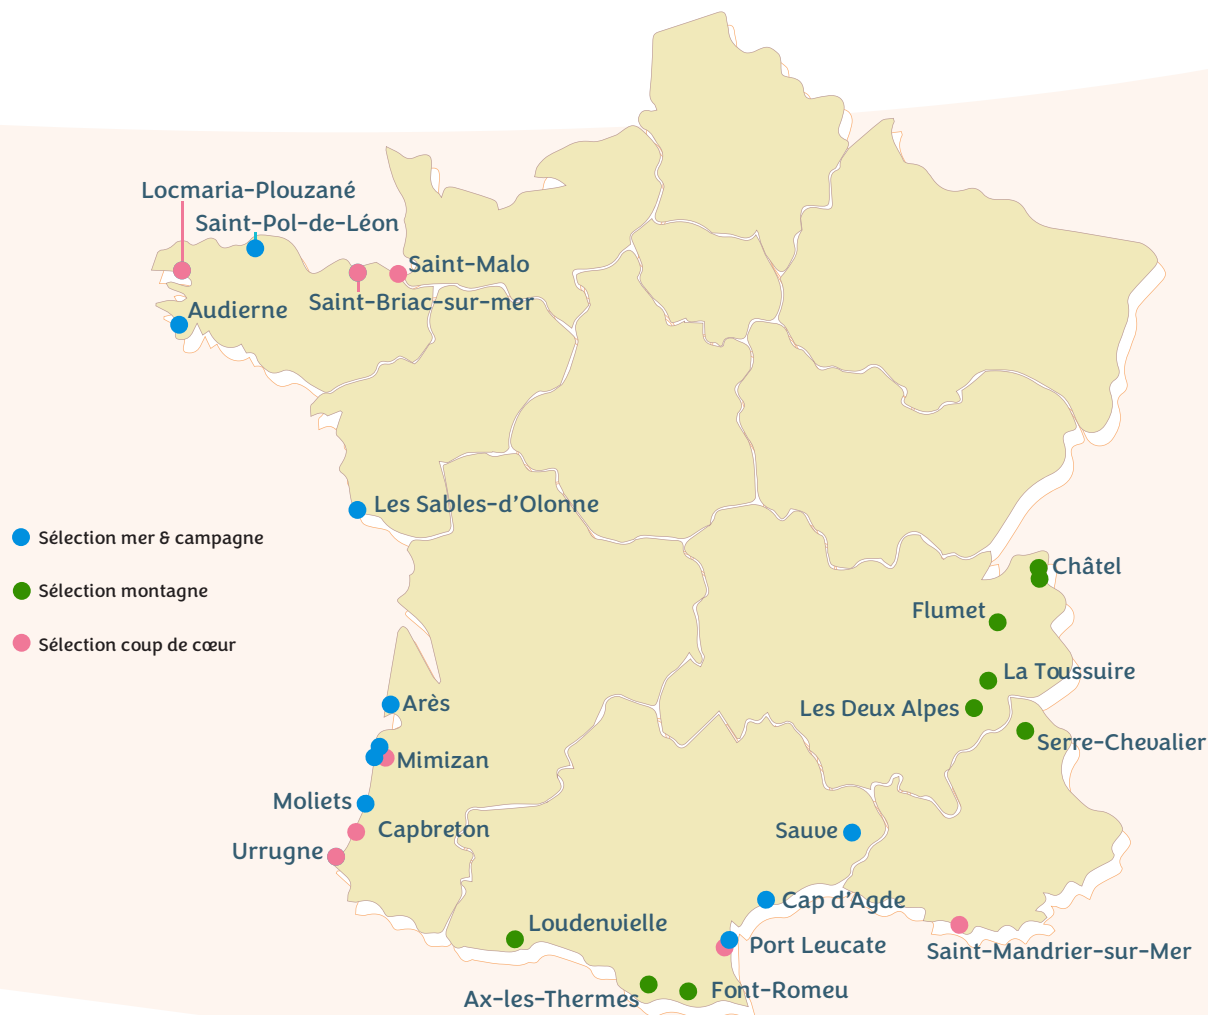 Locmaria-Plouzané
Saint-Pol-de-Léon
Saint-Malo
Saint-Briac-sur-mer
Audierne
Les Sables-d’Olonne
Sélection mer & campagne
Sélection montagne
Sélection coup de cœur
Châtel
Flumet
La Toussuire
Les Deux Alpes
Serre-Chevalier
Arès
Mimizan
Moliets
Capbreton
Urrugne
Sauve
Cap d’Agde
Loudenvielle
Port Leucate
Saint-Mandrier-sur-Mer
Ax-les-Thermes
Font-Romeu